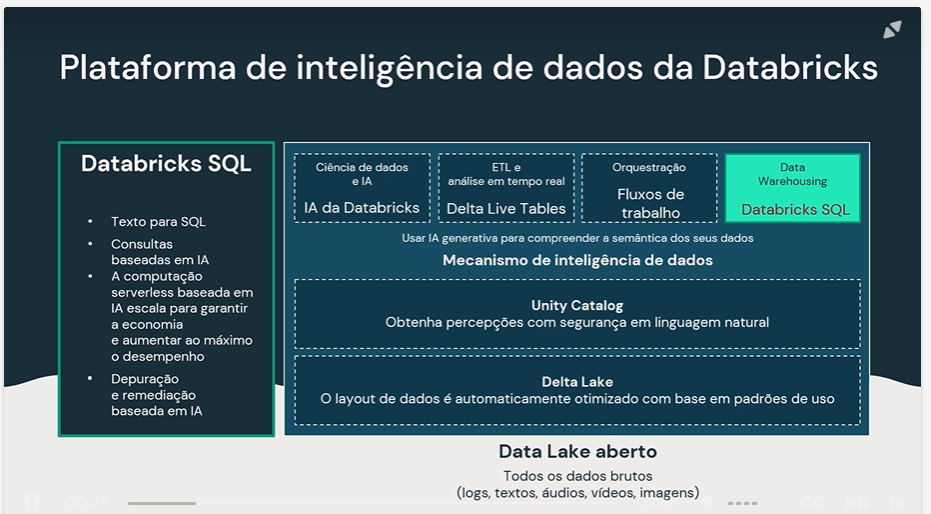 Plataforma de inteligência de dados da Databricks
Databricks SQL
• Texto para SQL
• Consultas
baseadas em IA
• A computação
serverless baseada em
IA escala para garantir
a economia
e aumentar ao máximo
o desempenho
• Depuração
e remediação
baseada em IA
Ciência de dados
e IA
IA da Databricks
ETL e
análise em tempo real
Delta Live Tables
Orquestração
Fluxos de
trabalho
Data
Warehousing
Databricks SQL
Usar IA generativa para compreender a semântica dos seus dados
Mecanismo de inteligência de dados
Unity Catalog
Obtenha percepções com segurança em linguagem natural
Delta Lake
O layout de dados é automaticamente otimizado com base em padrões de uso
Data Lake aberto
Todos os dados brutos
(logs, textos, áudios, vídeos, imagens)
00:23
CC
HD
1x